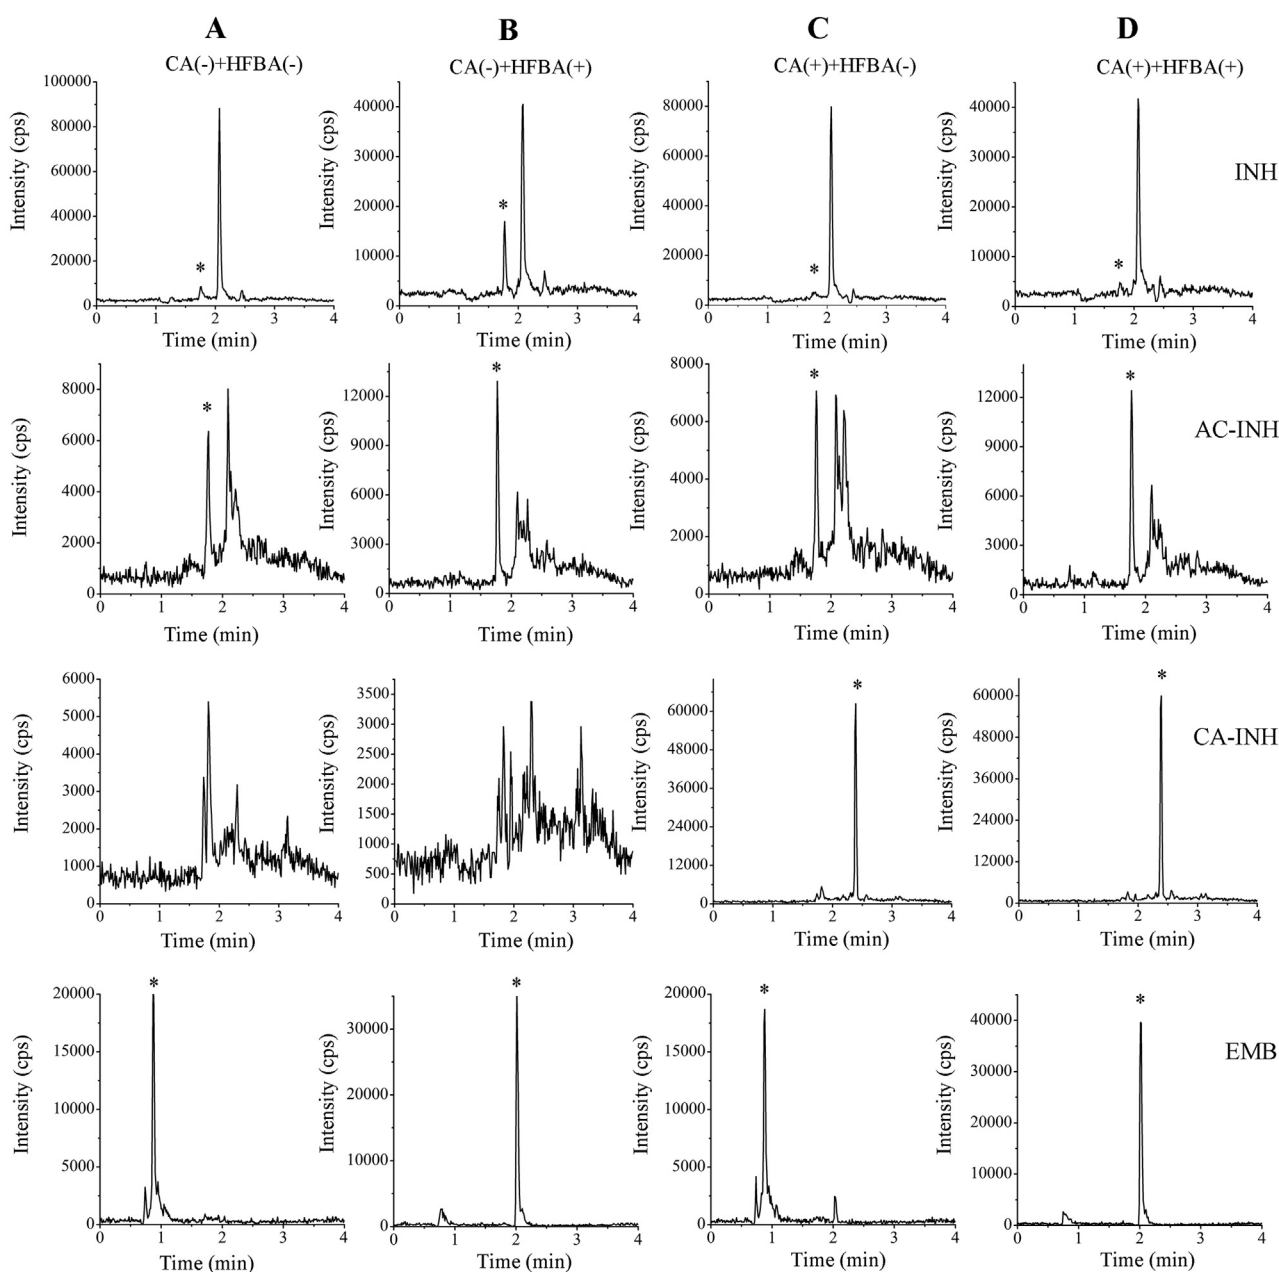 A B C D
CA(-)+HFBA(-) CA(-)+HFBA(+) CA(+)+HFBA(-) CA(+)+HFBA(+)
Intensity (cps)
100000
80000
60000
40000
20000
0
*
0 1 2 3 4
Time (min)
Intensity (cps)
40000
30000
20000
10000
0
*
0 1 2 3 4
Time (min)
Intensity (cps)
80000
60000
40000
20000
0
*
0 1 2 3 4
Time (min)
Intensity (cps)
40000
30000
20000
10000
0
*
0 1 2 3 4
Time (min)
INH
Intensity (cps)
8000
6000
4000
2000
0
*
0 1 2 3 4
Time (min)
Intensity (cps)
12000
9000
6000
3000
0
*
0 1 2 3 4
Time (min)
Intensity (cps)
8000
6000
4000
2000
0
*
0 1 2 3 4
Time (min)
Intensity (cps)
12000
9000
6000
3000
0
*
0 1 2 3 4
Time (min)
AC-INH
Intensity (cps)
6000
5000
4000
3000
2000
1000
0
0 1 2 3 4
Time (min)
Intensity (cps)
3500
3000
2500
2000
1500
1000
500
0
0 1 2 3 4
Time (min)
Intensity (cps)
60000
48000
36000
24000
12000
0
*
0 1 2 3 4
Time (min)
Intensity (cps)
60000
48000
36000
24000
12000
0
*
0 1 2 3 4
Time (min)
CA-INH
Intensity (cps)
20000
15000
10000
5000
0
*
0 1 2 3 4
Time (min)
Intensity (cps)
30000
20000
10000
0
*
0 1 2 3 4
Time (min)
Intensity (cps)
20000
15000
10000
5000
0
*
0 1 2 3 4
Time (min)
Intensity (cps)
40000
30000
20000
10000
0
*
0 1 2 3 4
Time (min)
EMB